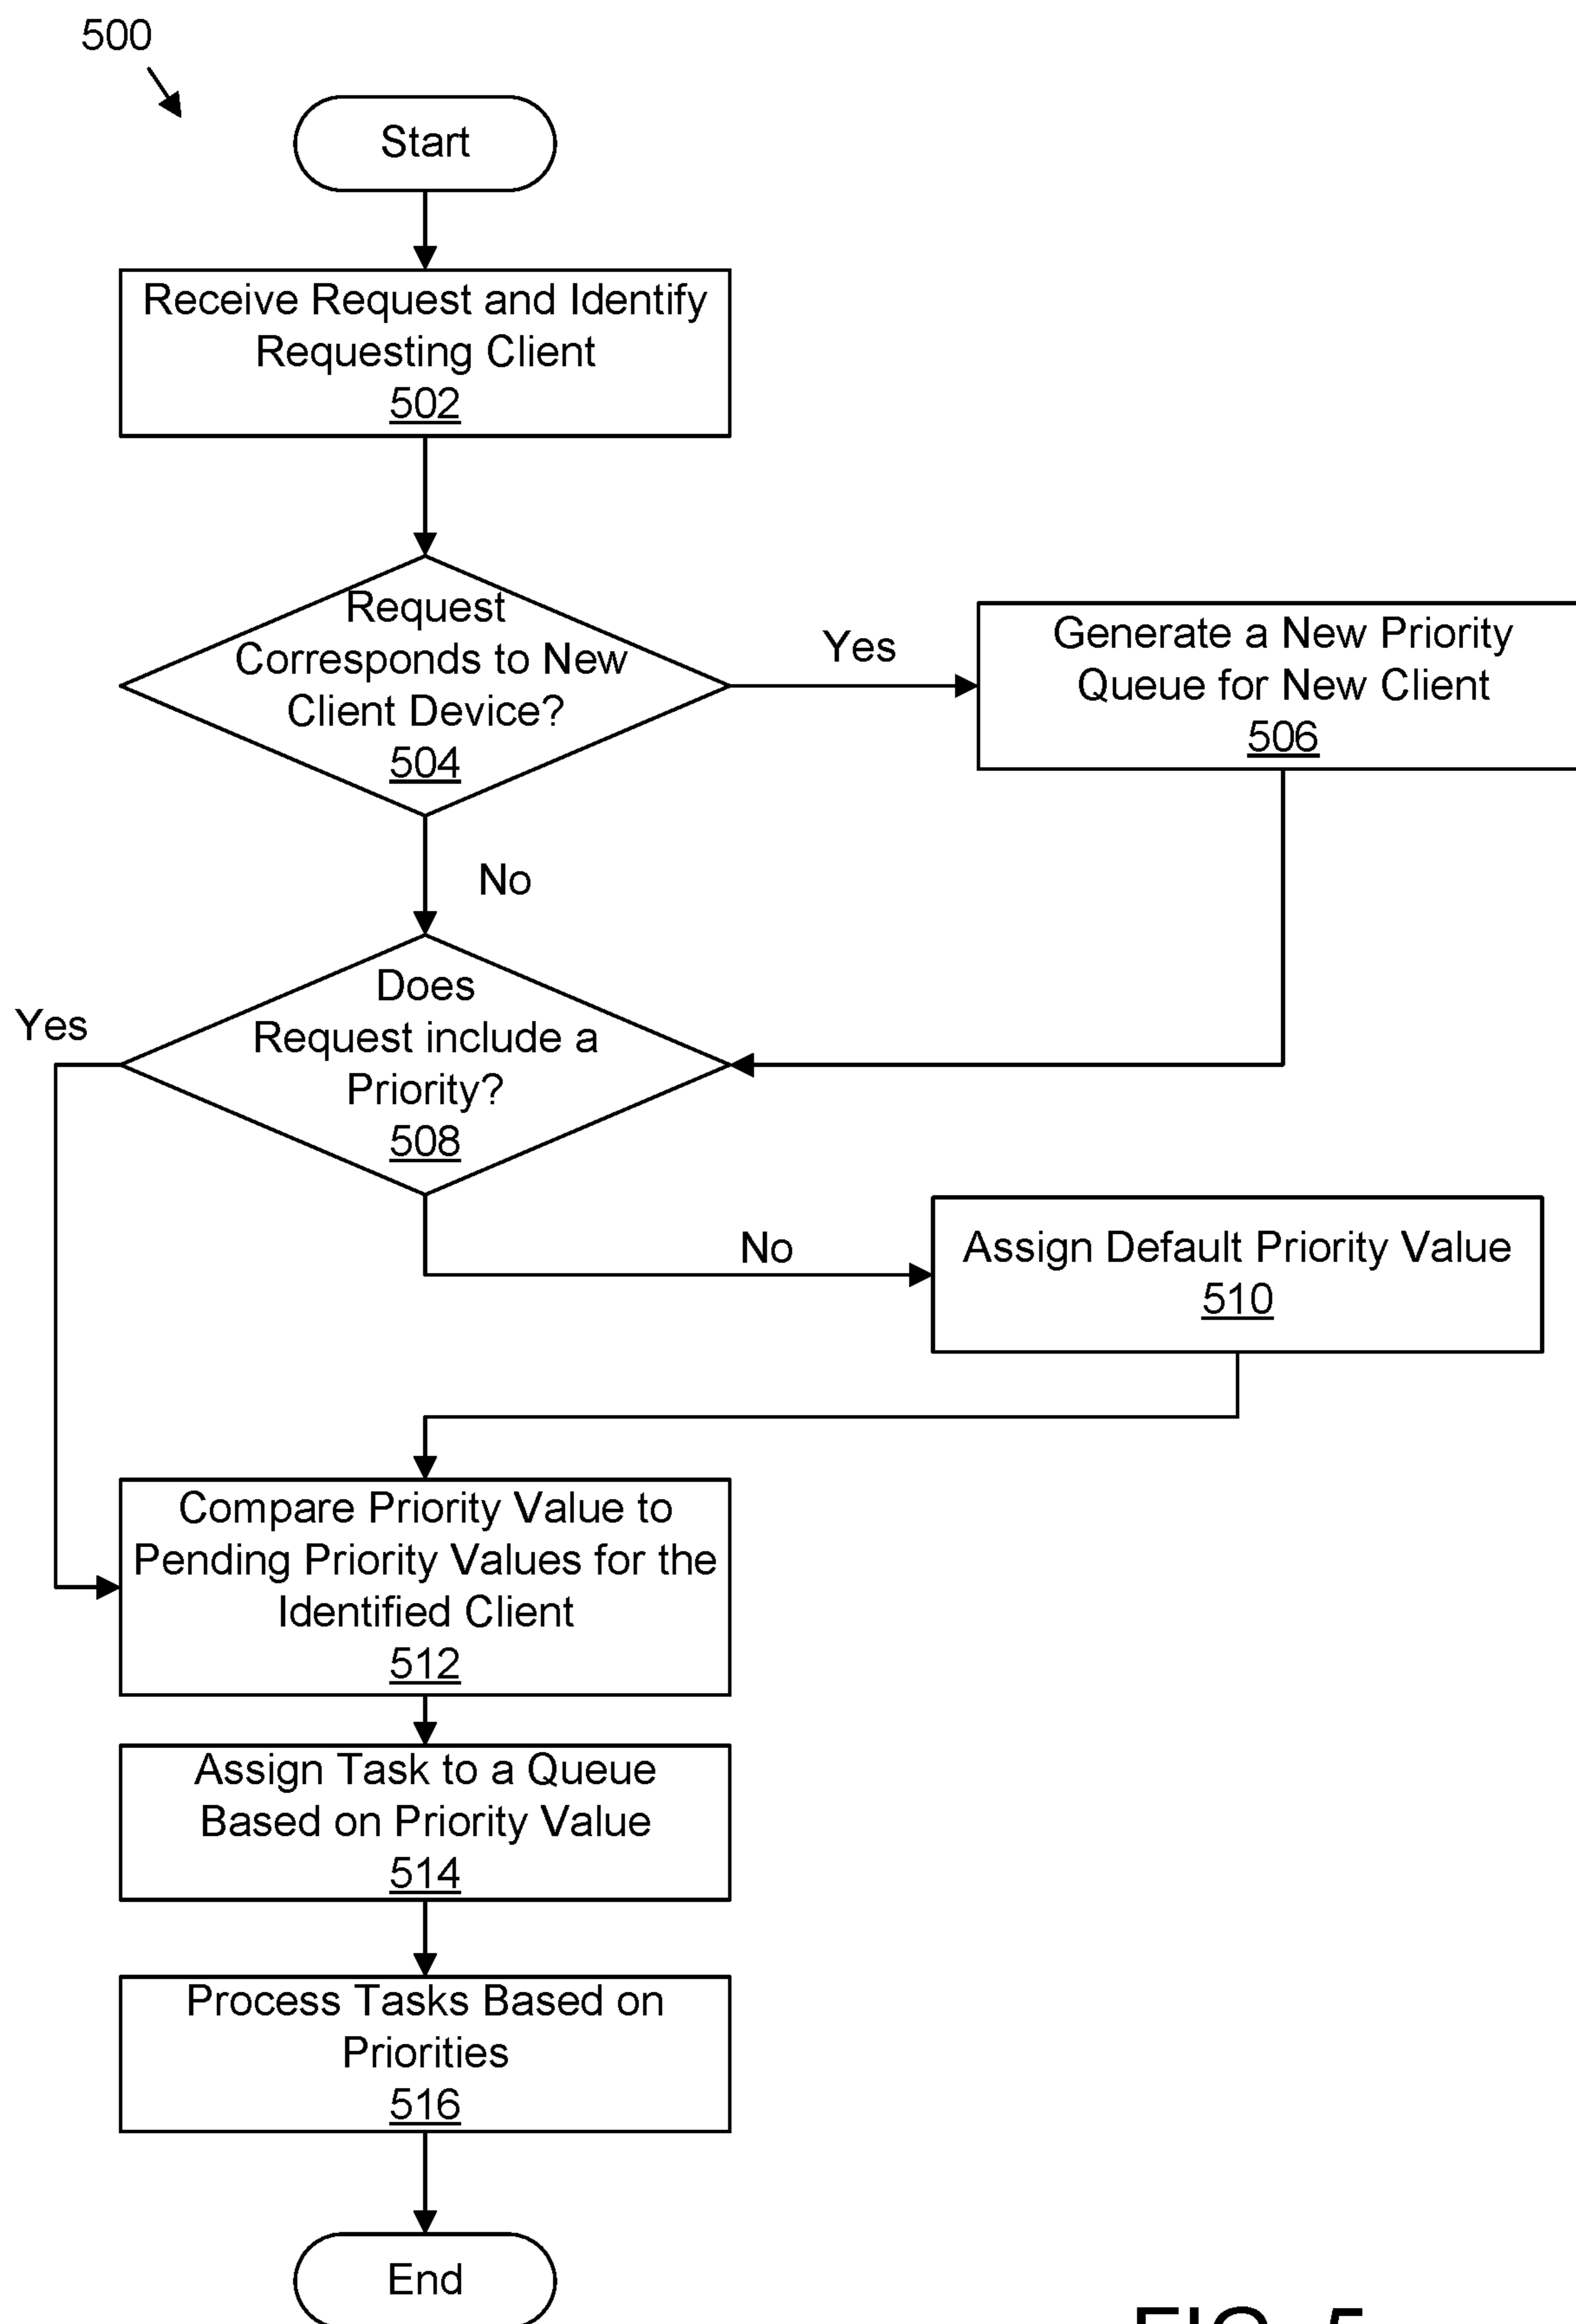 500
Start
Receive Request and Identify
Requesting Client
502
Request
Corresponds to New
Client Device?
504
Yes
Generate a New Priority
Queue for New Client
506
No
Does
Request include a
Priority?
508
Yes
No
Assign Default Priority Value
510
Compare Priority Value to
Pending Priority Values for the
Identified Client
512
Assign Task to a Queue
Based on Priority Value
514
Process Tasks Based on
Priorities
516
End
FIG. 5